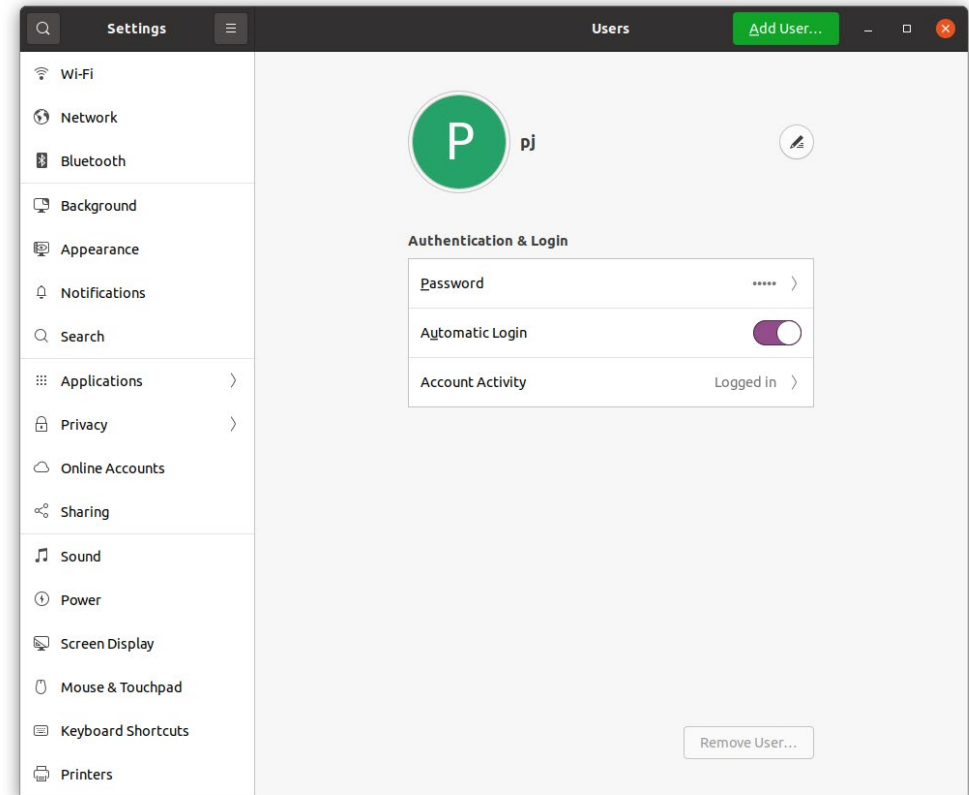 Settings
Users
Add User...
Wi-Fi
Network
Bluetooth
Background
Appearance
Notifications
Search
Applications
Privacy
Online Accounts
Sharing
Sound
Power
Screen Display
Mouse & Touchpad
Keyboard Shortcuts
Printers
P
pj
Authentication & Login
Password •••••
Automatic Login
Account Activity Logged in
Remove User...